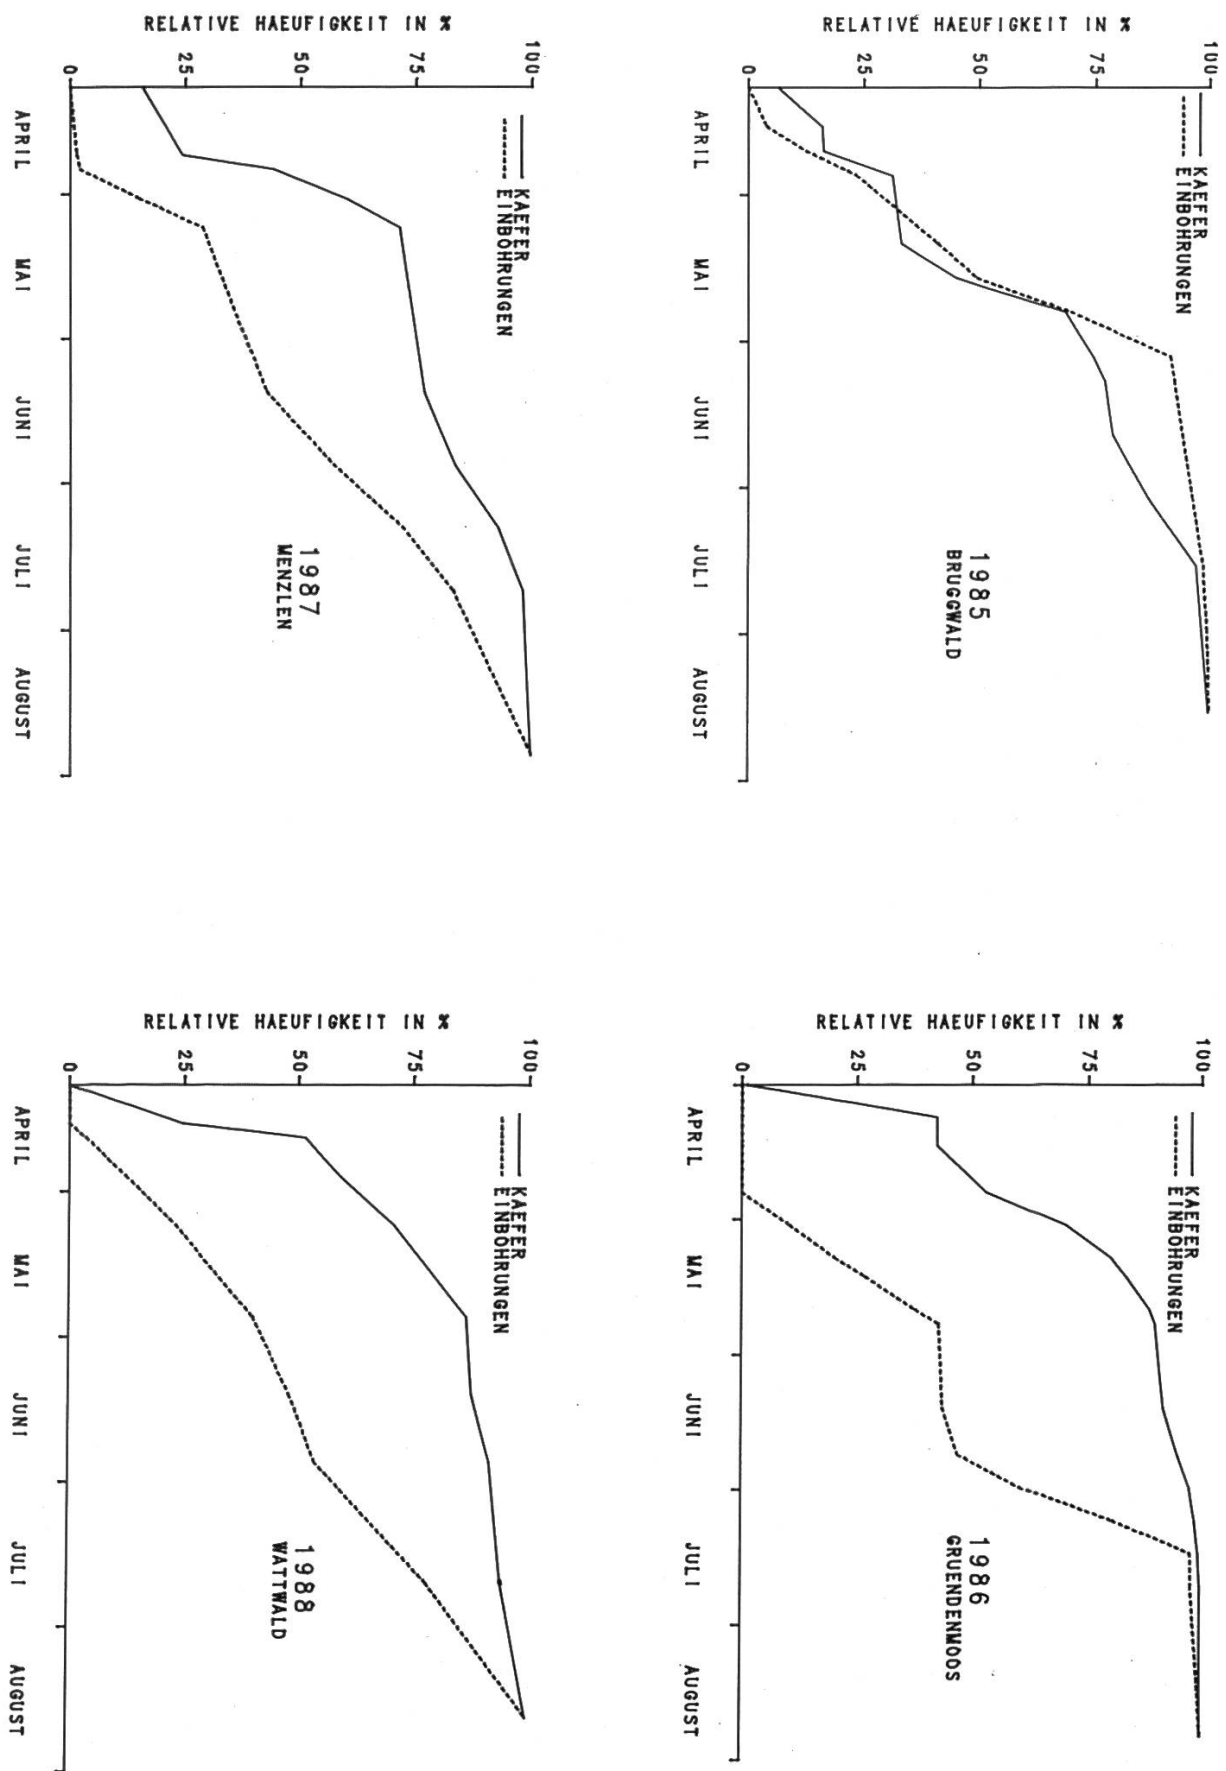 RELATIVE HAEUFIGKEIT IN %
100
75
50
25
0
KAEFER
EINBOHRUNGEN
1985
BRUGGWALD
APRIL
MAI
JUNI
JULI
AUGUST
RELATIVE HAEUFIGKEIT IN %
100
75
50
25
0
KAEFER
EINBOHRUNGEN
1986
GRUENDENMOOS
APRIL
MAI
JUNI
JULI
AUGUST
RELATIVE HAEUFIGKEIT IN %
100
75
50
25
0
KAEFER
EINBOHRUNGEN
1987
MENZLEN
APRIL
MAI
JUNI
JULI
AUGUST
RELATIVE HAEUFIGKEIT IN %
100
75
50
25
0
KAEFER
EINBOHRUNGEN
1988
WATTWALD
APRIL
MAI
JUNI
JULI
AUGUST